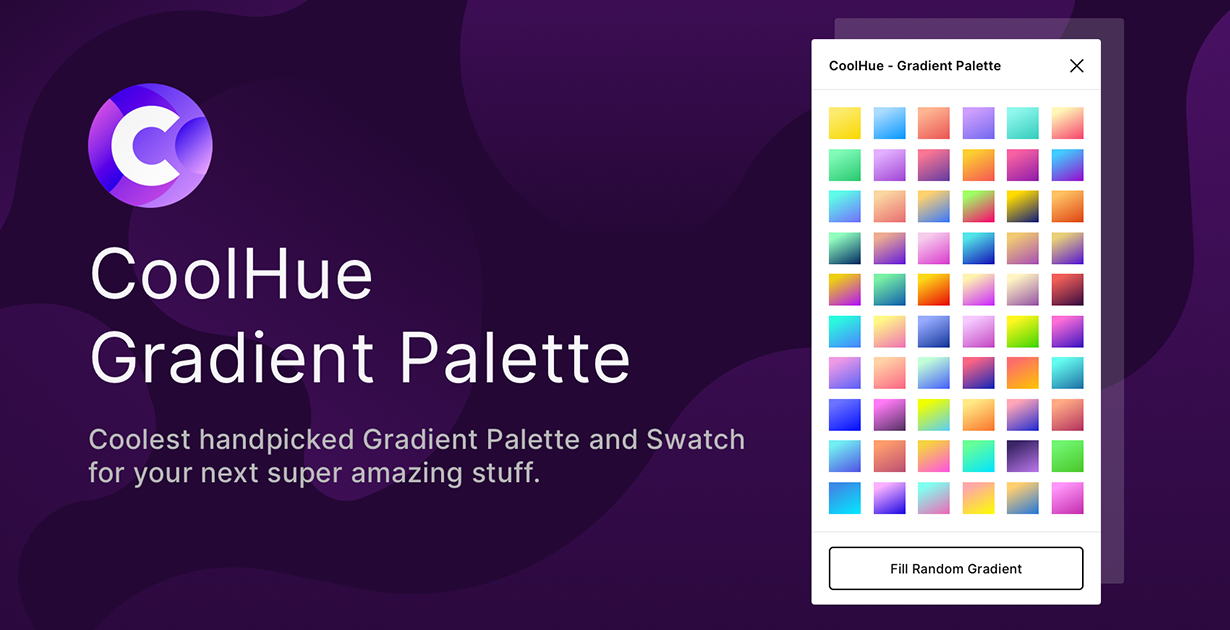 C
CoolHue
Gradient Palette
Coolest handpicked Gradient Palette and Swatch
for your next super amazing stuff.
CoolHue - Gradient Palette
Fill Random Gradient